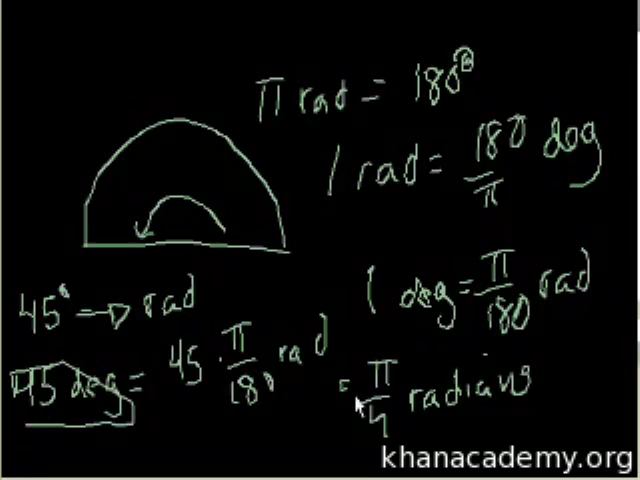 π rad = 180°
1 rad = 180/π deg
1 deg = π/180 rad
45° → rad
45 deg = 45 · π/180 rad
= π/4 radians
khanacademy.org